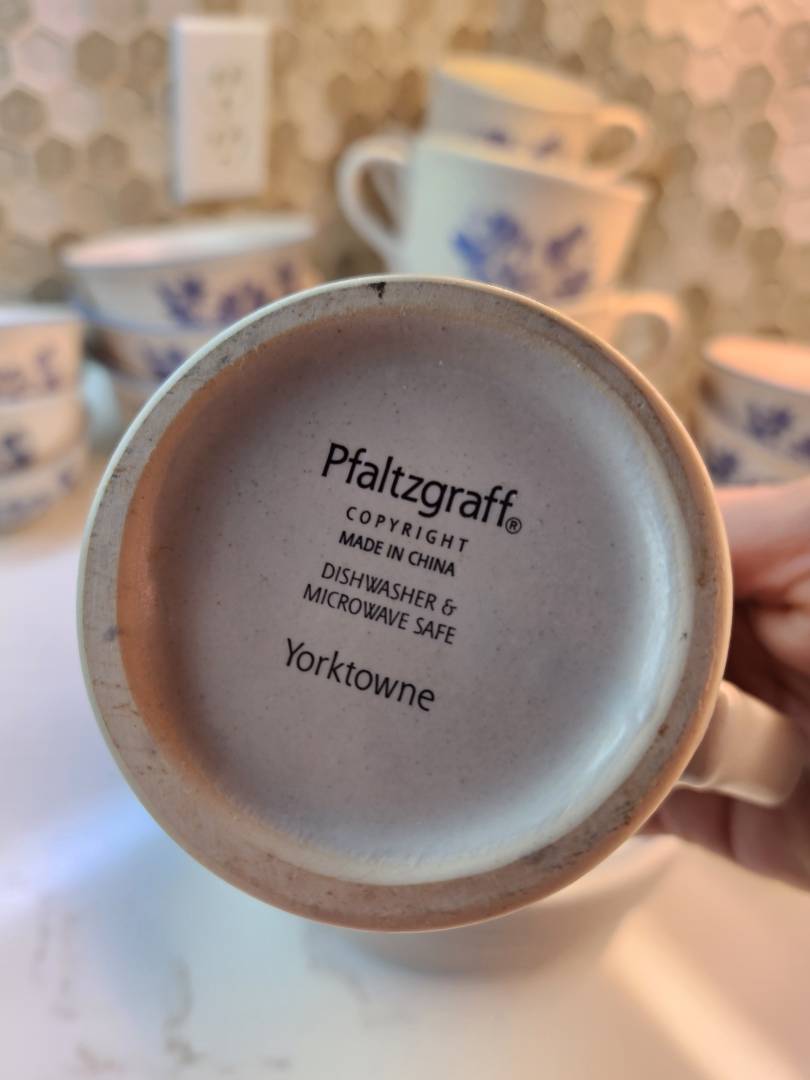 Pfaltzgraff®
COPYRIGHT
MADE IN CHINA
DISHWASHER &
MICROWAVE SAFE
Yorktowne